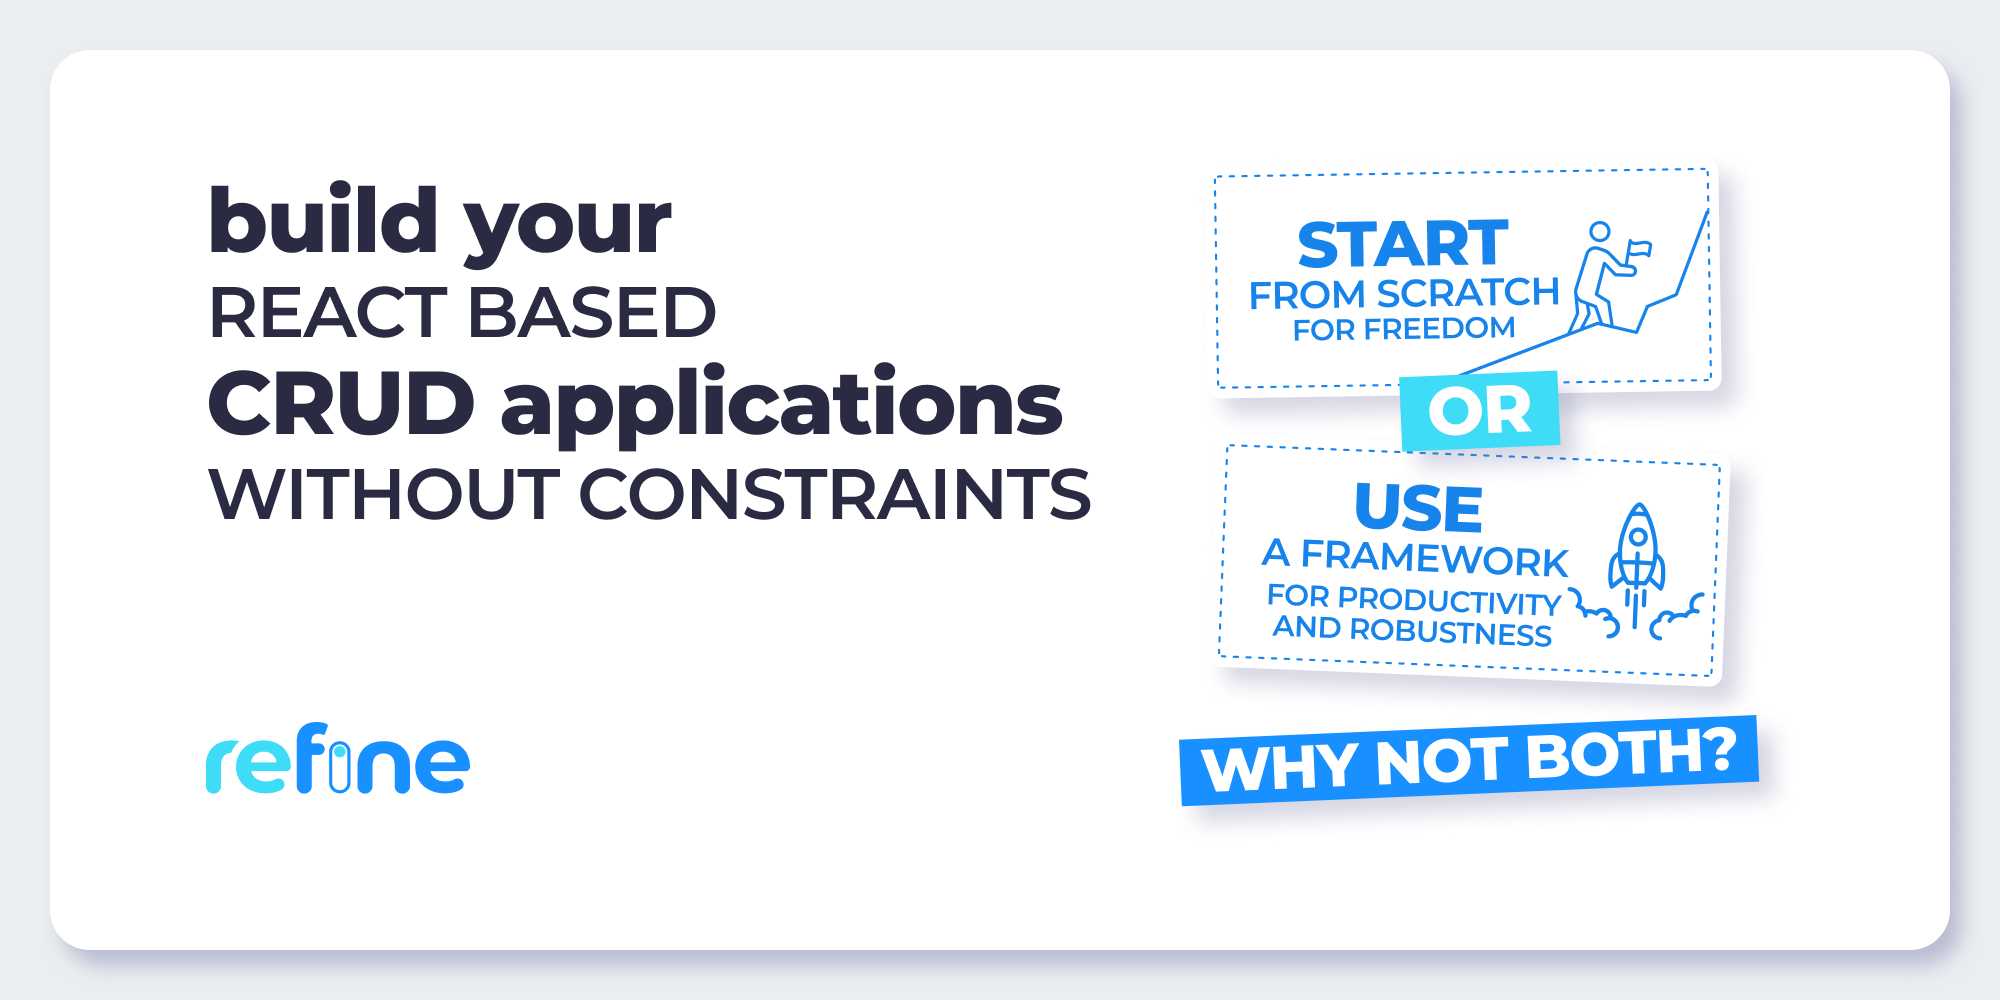 build your
REACT BASED
CRUD applications
WITHOUT CONSTRAINTS
refine
START
FROM SCRATCH
FOR FREEDOM
OR
USE
A FRAMEWORK
FOR PRODUCTIVITY
AND ROBUSTNESS
WHY NOT BOTH?